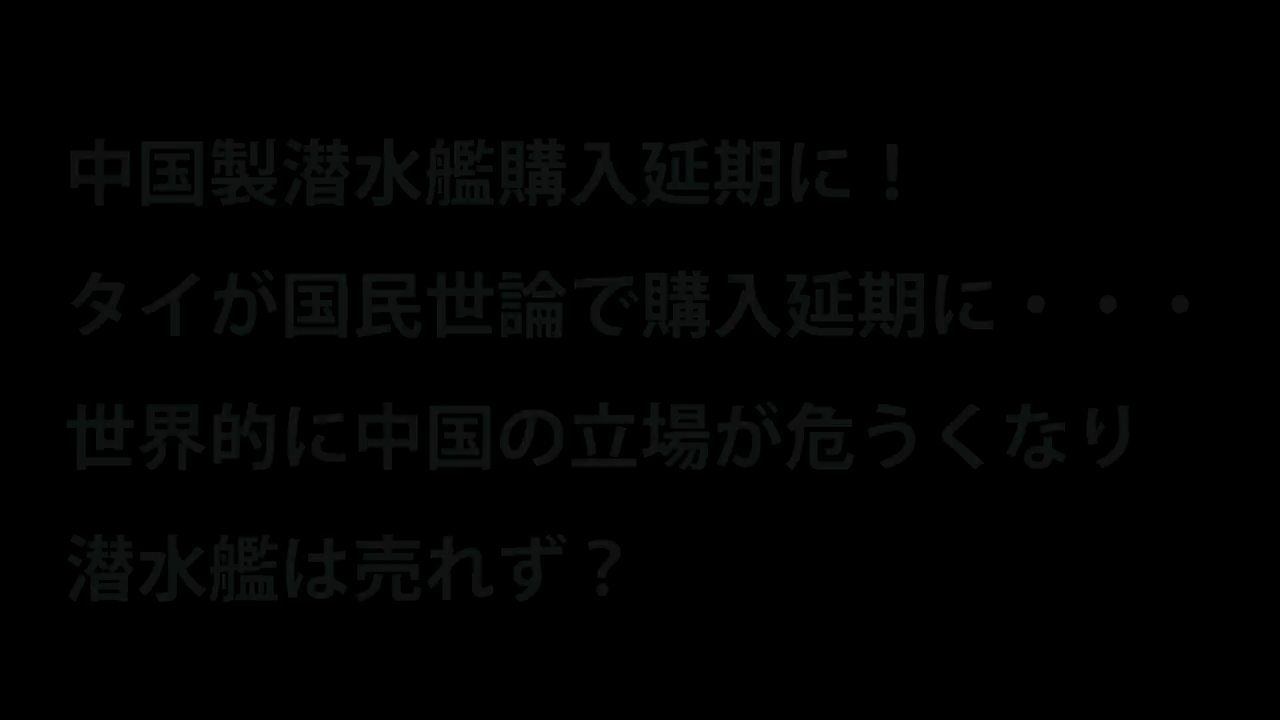 中国製潜水艦購入延期に！
タイが国民世論で購入延期に・・・
世界的に中国の立場が危うくなり
潜水艦は売れず？